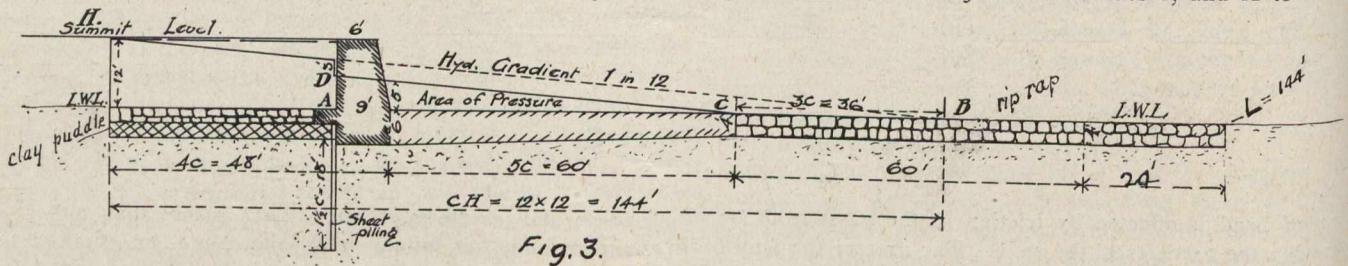 H.
Summit Level.
6'
12'
5'
D
Hyd. Gradient 1 in 12
L.W.L.
A
9'
Area of Pressure
C
3C = 36'
B
rip rap
L.W.L.
L = 144'
clay puddle
4C = 48'
5C = 60
60'
24'
CH = 12 x 12 = 144'
Sheet piling
Fig. 3.